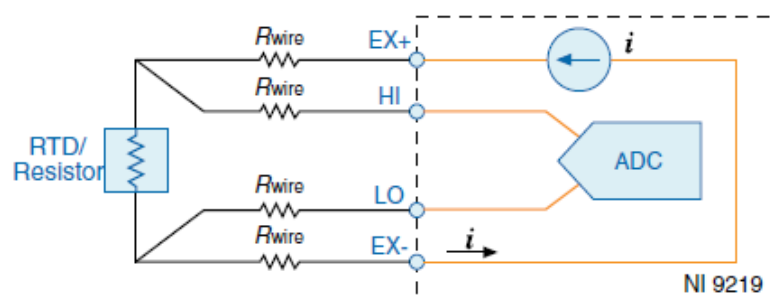 Rwire
EX+
i
Rwire
HI
RTD/
Resistor
ADC
Rwire
LO
Rwire
EX-
i
NI 9219